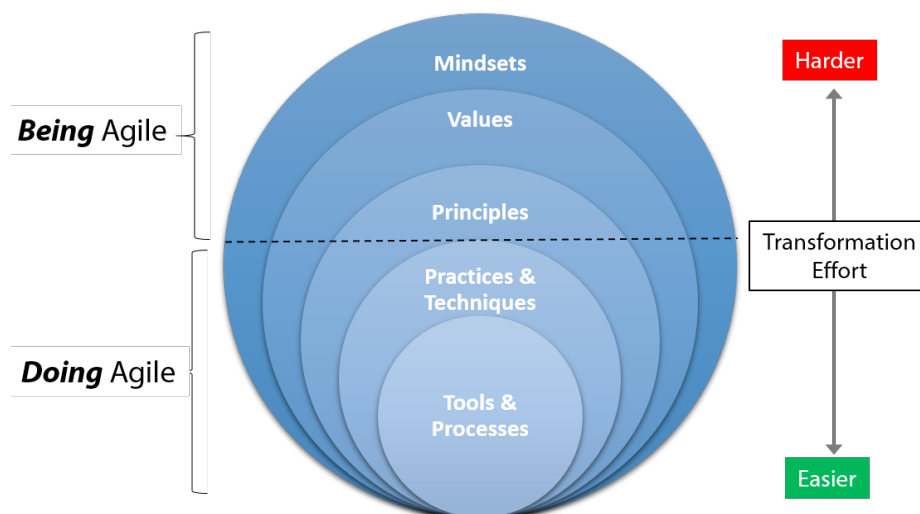 Being Agile
Doing Agile
Mindsets
Values
Principles
Practices &
Techniques
Tools &
Processes
Harder
Transformation
Effort
Easier